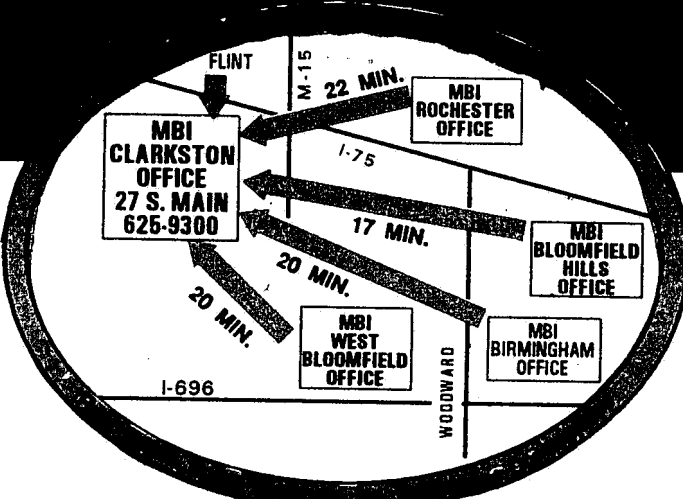 FLINT
M-15
22 MIN.
MBI
ROCHESTER
OFFICE
MBI
CLARKSTON
OFFICE
27 S. MAIN
625-9300
I-75
17 MIN.
MBI
BLOOMFIELD
HILLS
OFFICE
20 MIN.
20 MIN.
MBI
WEST
BLOOMFIELD
OFFICE
MBI
BIRMINGHAM
OFFICE
I-696
WOODWARD